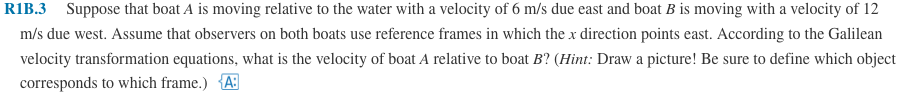 R1B.3 Suppose that boat A is moving relative to the water with a velocity of 6 m/s due east and boat B is moving with a velocity of 12
m/s due west. Assume that observers on both boats use reference frames in which the x direction points east. According to the Galilean
velocity transformation equations, what is the velocity of boat A relative to boat B? (Hint: Draw a picture! Be sure to define which object
corresponds to which frame.) A: